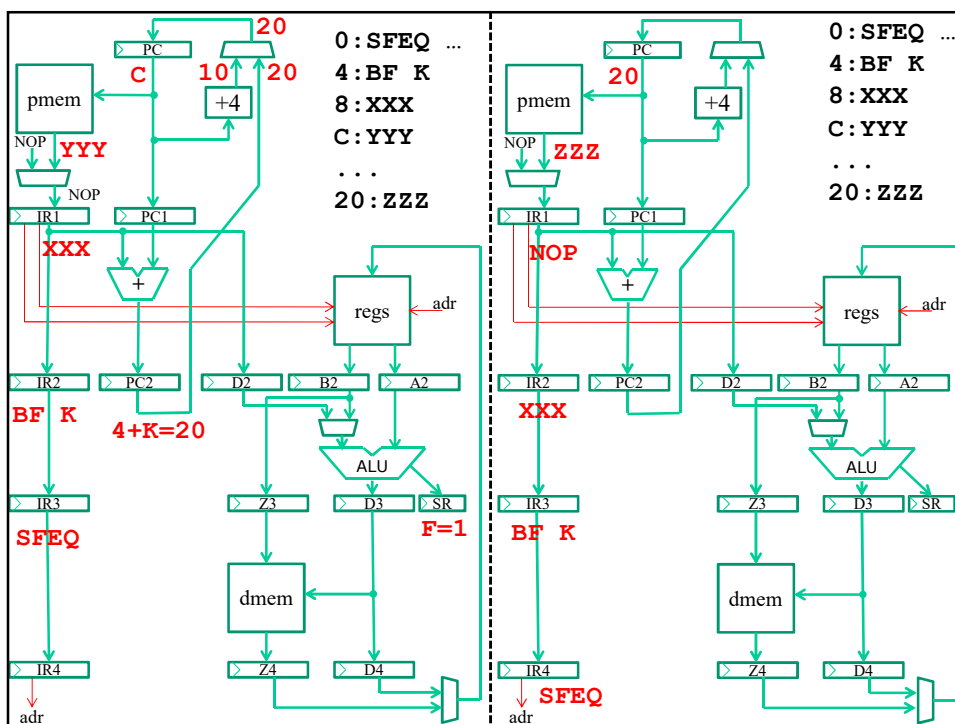 20
PC
C
10
20
0:SFEQ ...
4:BF K
8:XXX
C:YYY
...
20:ZZZ
pmem
+4
NOP
YYY
NOP
IR1
PC1
XXX
+
regs
adr
IR2
PC2
D2
B2
A2
BF K
4+K=20
ALU
IR3
Z3
D3
SR
SFEQ
F=1
dmem
IR4
Z4
D4
adr
PC
20
0:SFEQ ...
4:BF K
8:XXX
C:YYY
...
20:ZZZ
pmem
+4
NOP
ZZZ
IR1
PC1
NOP
+
regs
adr
IR2
PC2
D2
B2
A2
XXX
ALU
IR3
Z3
D3
SR
BF K
dmem
IR4
Z4
D4
SFEQ
adr